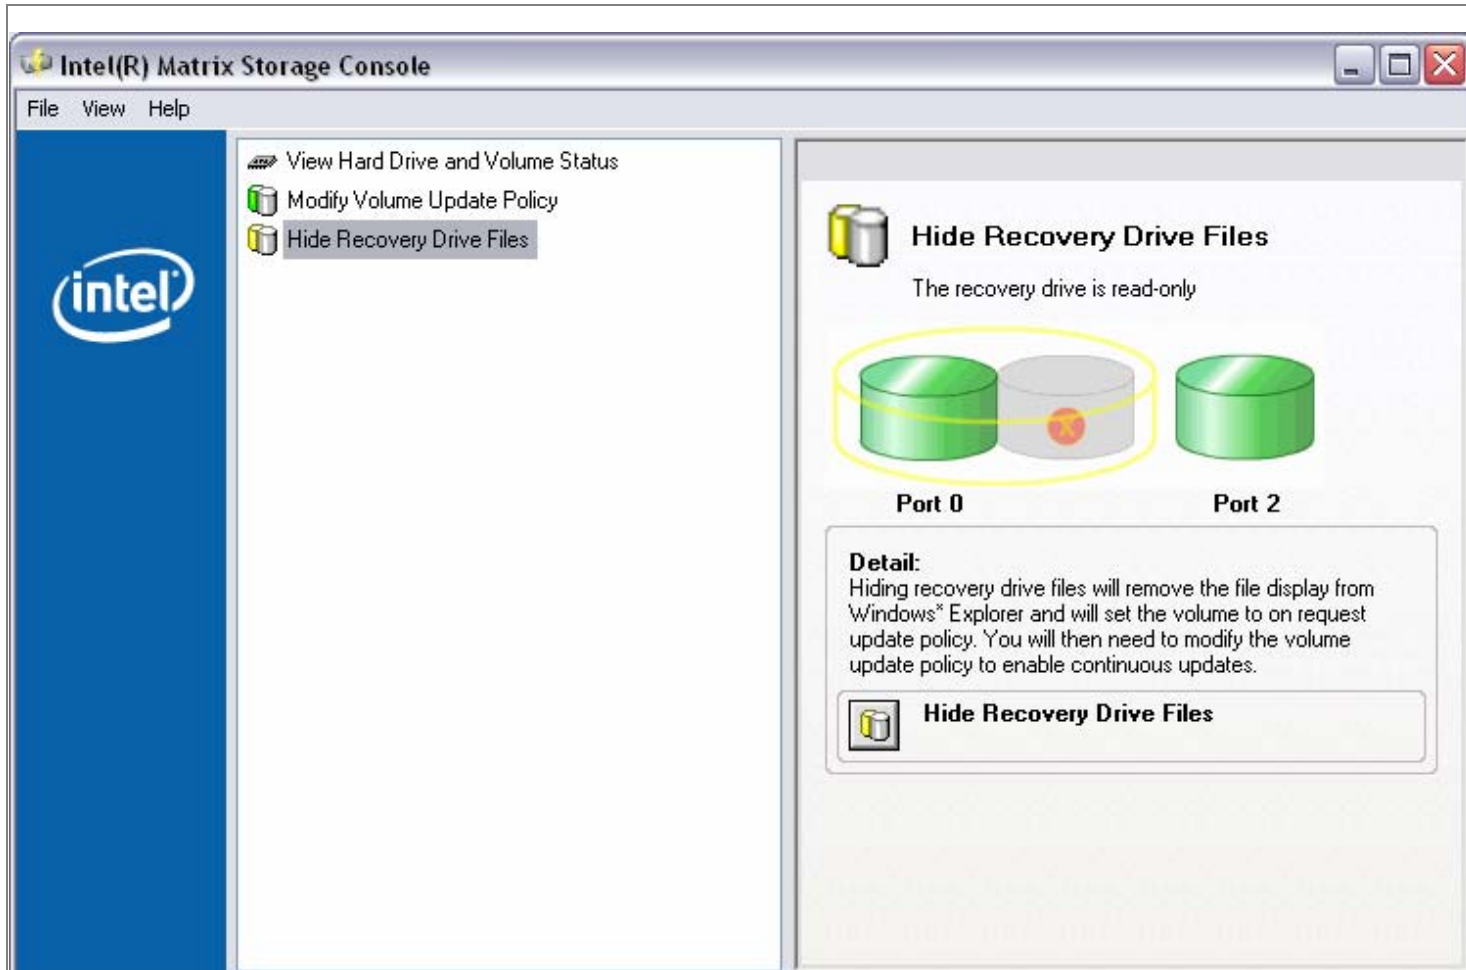 Intel(R) Matrix Storage Console
File View Help
intel
View Hard Drive and Volume Status
Modify Volume Update Policy
Hide Recovery Drive Files
Hide Recovery Drive Files
The recovery drive is read-only
X
Port 0 Port 2
Detail:
Hiding recovery drive files will remove the file display from
Windows* Explorer and will set the volume to on request
update policy. You will then need to modify the volume
update policy to enable continuous updates.
Hide Recovery Drive Files